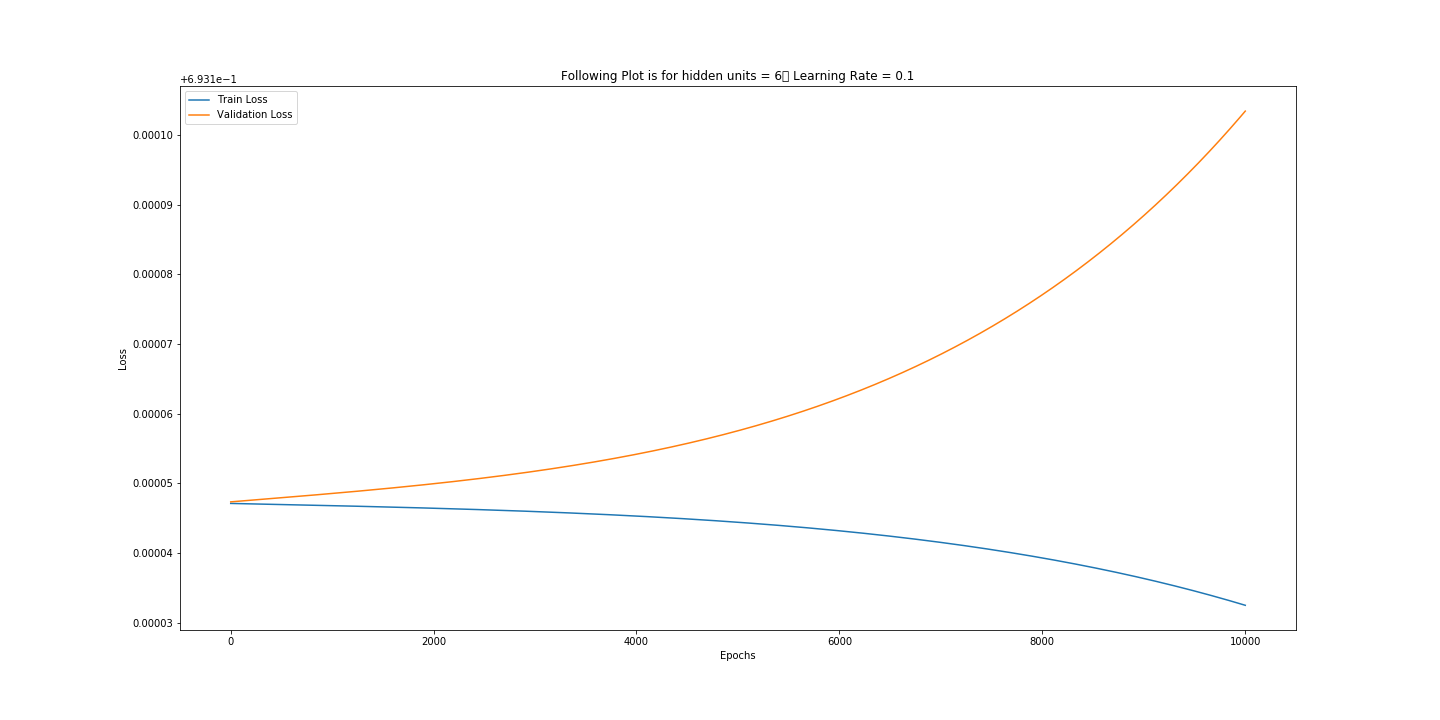 Following Plot is for hidden units = 6▯ Learning Rate = 0.1
+6.931e−1
Train Loss
Validation Loss
0.00010
0.00009
0.00008
0.00007
0.00006
0.00005
0.00004
0.00003
Loss
0 2000 4000 6000 8000 10000
Epochs